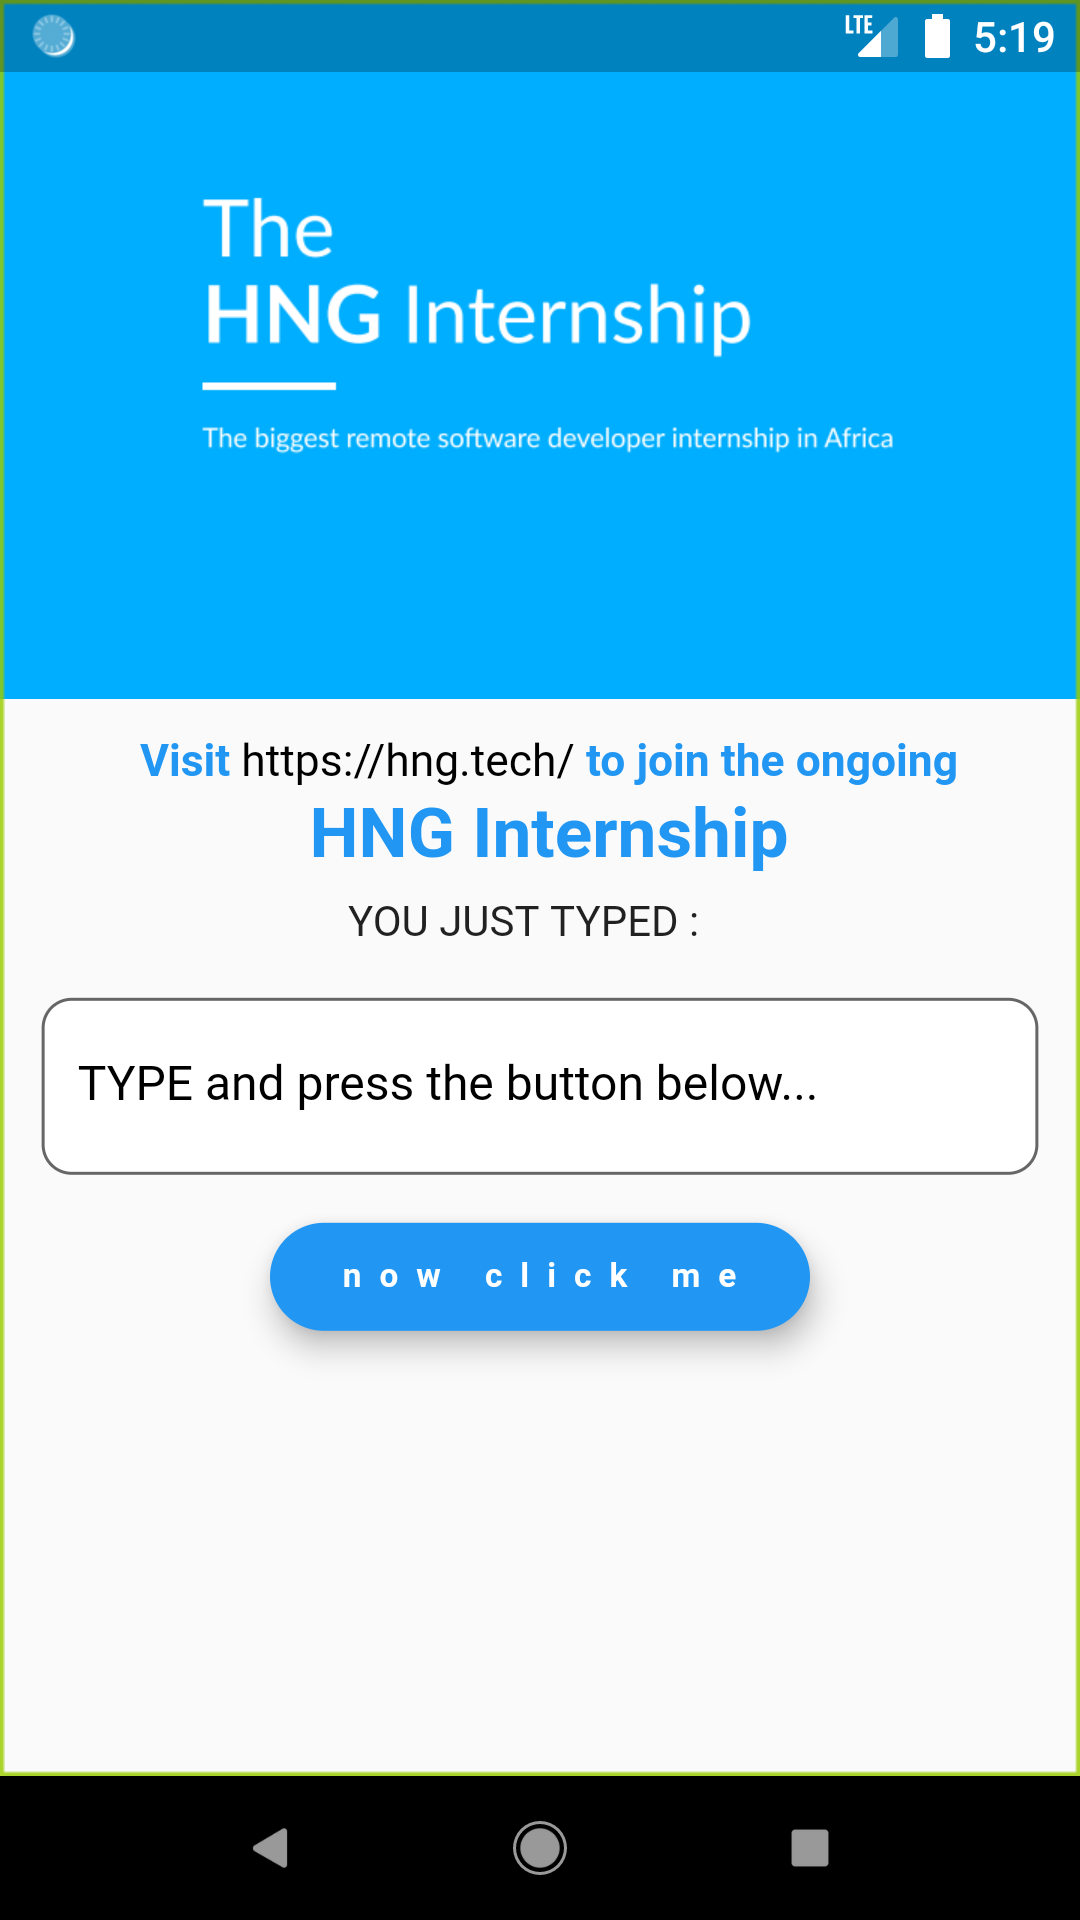 LTE 5:19
The
HNG Internship
The biggest remote software developer internship in Africa
Visit https://hng.tech/ to join the ongoing
HNG Internship
YOU JUST TYPED :
TYPE and press the button below...
now click me